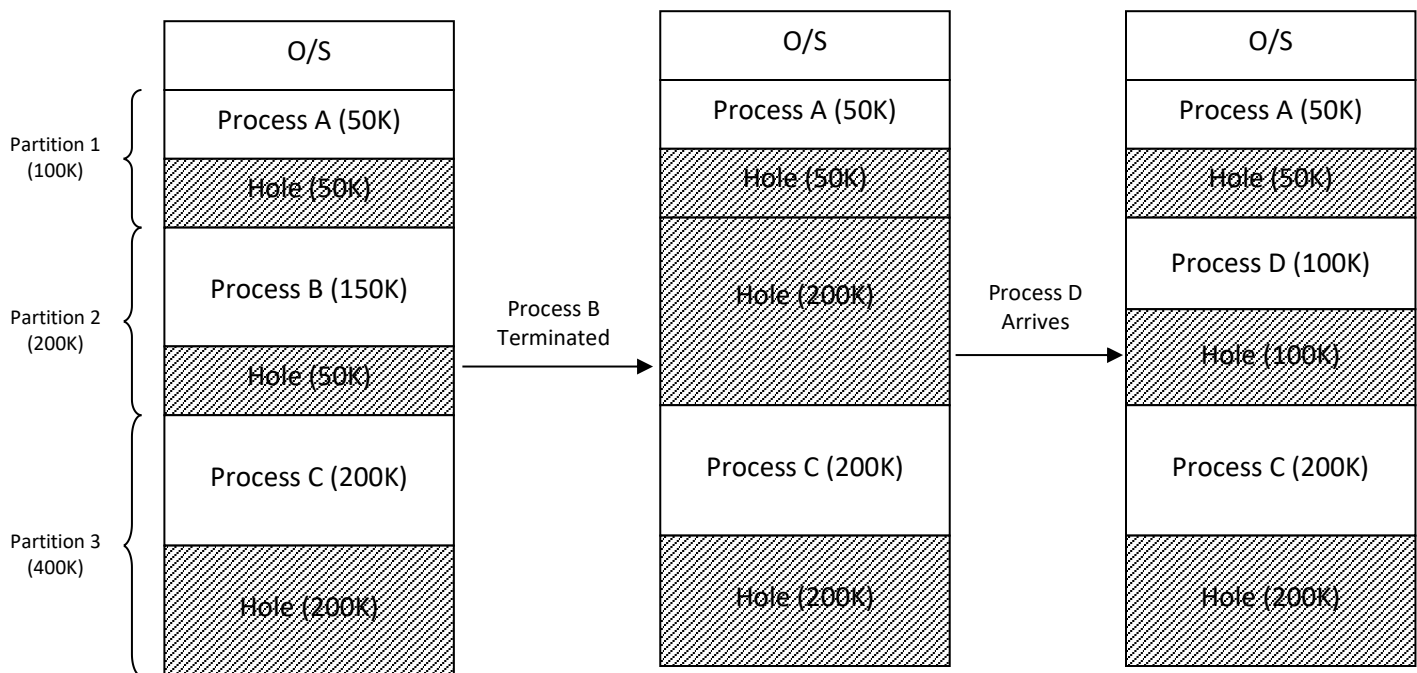 O/S
Partition 1
(100K)
Process A (50K)
Hole (50K)
Partition 2
(200K)
Process B (150K)
Hole (50K)
Partition 3
(400K)
Process C (200K)
Hole (200K)
Process B
Terminated
O/S
Process A (50K)
Hole (50K)
Hole (200K)
Process C (200K)
Hole (200K)
Process D
Arrives
O/S
Process A (50K)
Hole (50K)
Process D (100K)
Hole (100K)
Process C (200K)
Hole (200K)